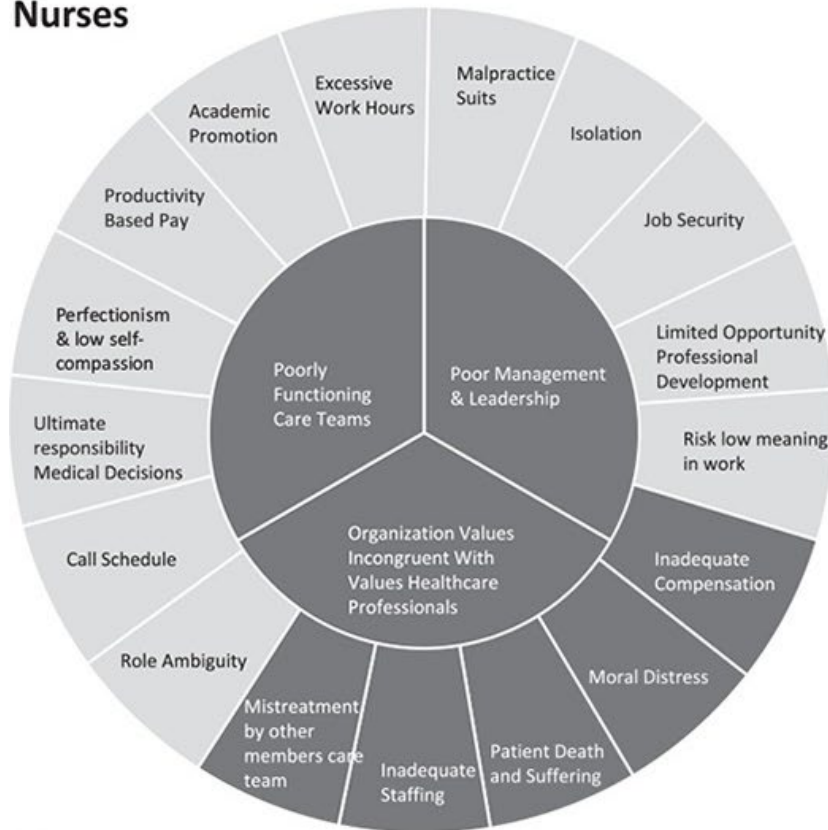 Nurses
Excessive
Work Hours
Malpractice
Suits
Isolation
Job Security
Limited Opportunity
Professional
Development
Risk low meaning
in work
Inadequate
Compensation
Moral Distress
Patient Death
and Suffering
Inadequate
Staffing
Mistreatment
by other
members care
team
Role Ambiguity
Call Schedule
Ultimate
responsibility
Medical Decisions
Perfectionism
& low self-
compassion
Productivity
Based Pay
Academic
Promotion
Poorly
Functioning
Care Teams
Poor Management
& Leadership
Organization Values
Incongruent With
Values Healthcare
Professionals